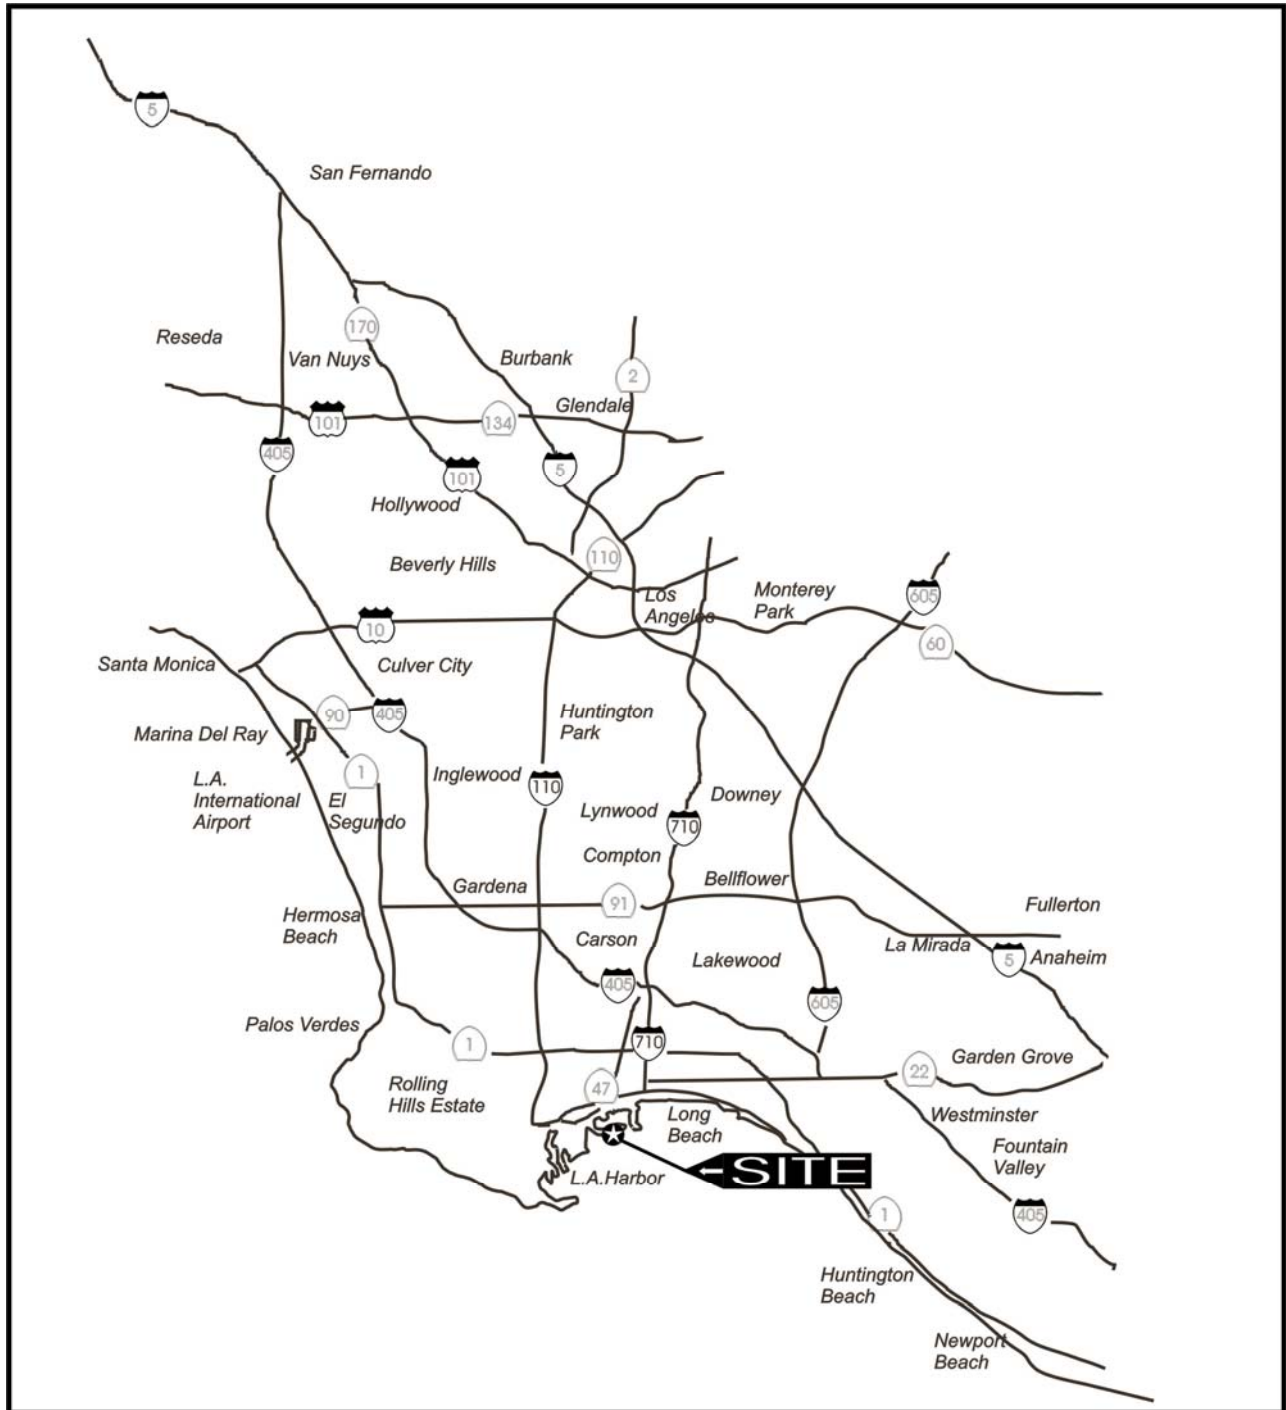 5
San Fernando
170
Reseda
Van Nuys
Burbank
2
Glendale
101
134
405
101
5
Hollywood
110
Beverly Hills
Los
Angeles
Monterey
Park
605
10
60
Santa Monica
Culver City
90
405
Huntington
Park
Marina Del Ray
1
L.A.
International
Airport
El
Segundo
Inglewood
110
Lynwood
710
Downey
Compton
Gardena
91
Bellflower
Fullerton
Hermosa
Beach
Carson
La Mirada
5
Anaheim
Lakewood
405
605
Palos Verdes
1
710
Garden Grove
22
Rolling
Hills Estate
47
Long
Beach
Westminster
Fountain
Valley
L.A.Harbor
SITE
1
405
Huntington
Beach
Newport
Beach